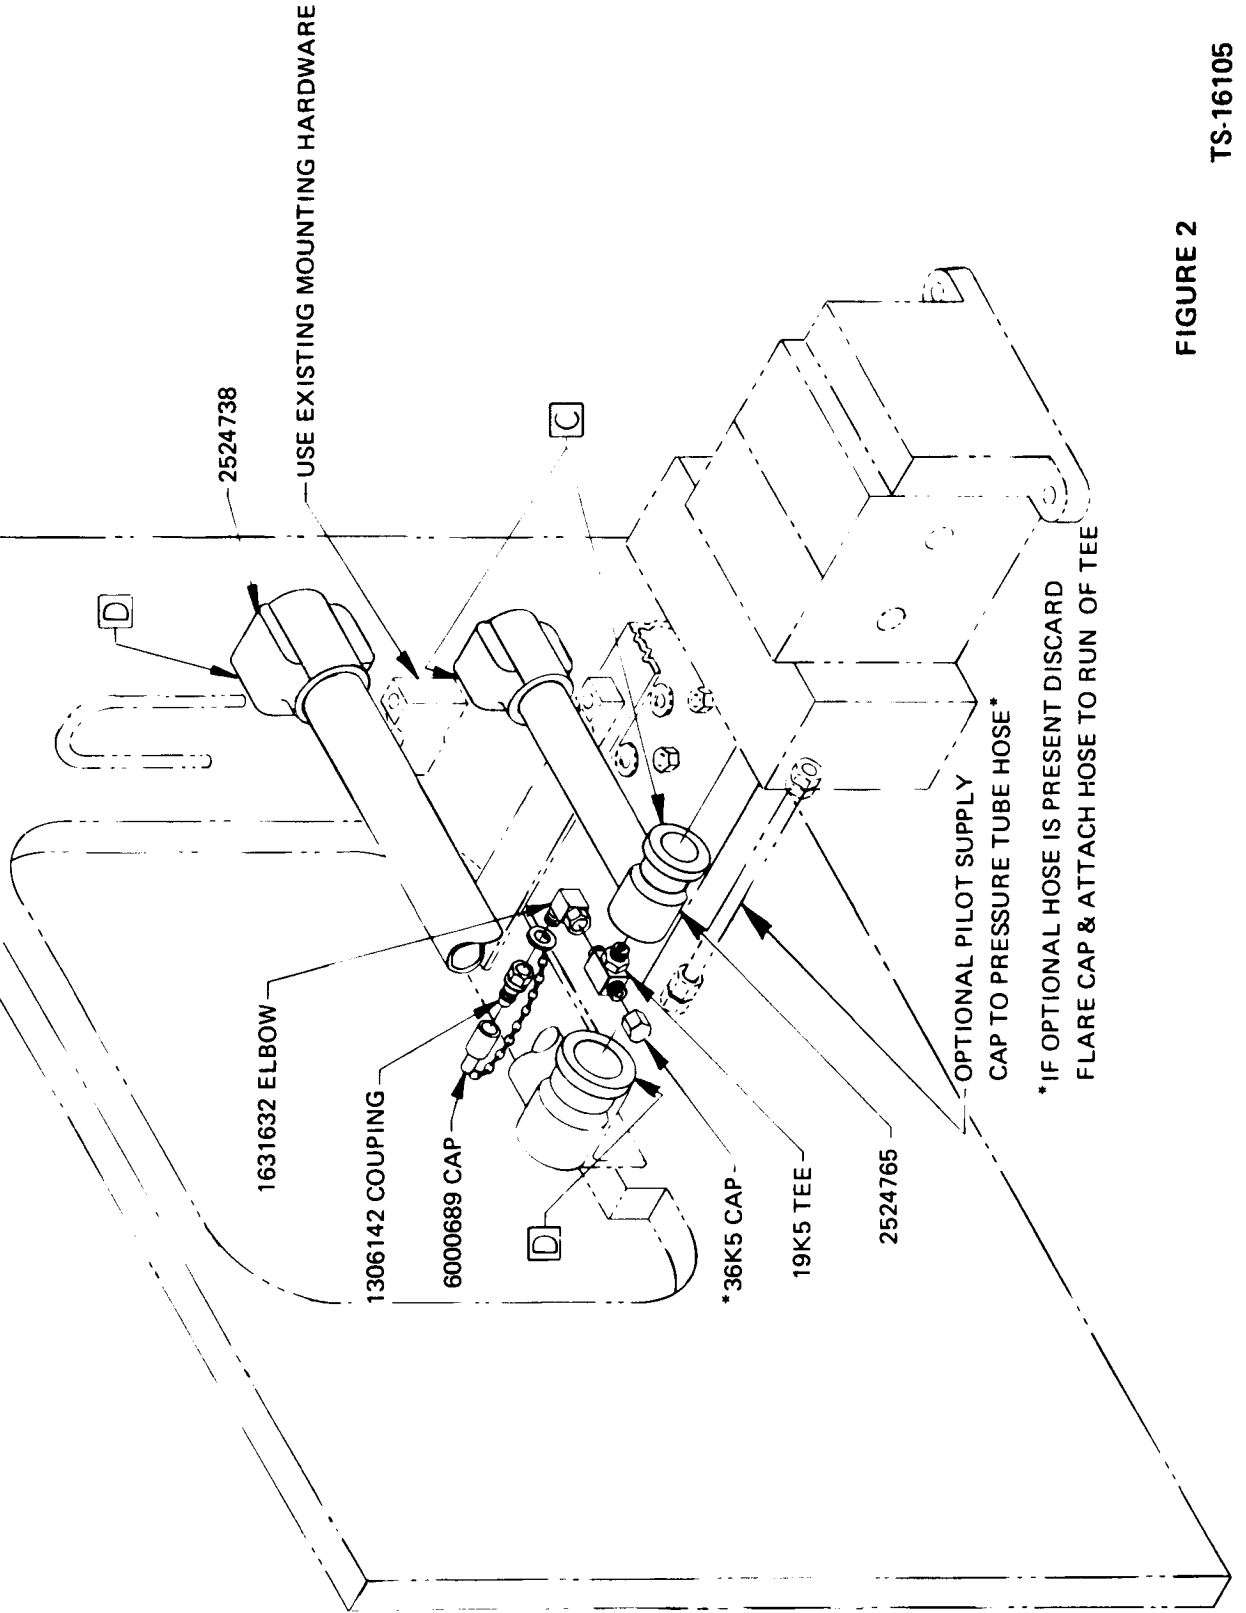 D
2524738
USE EXISTING MOUNTING HARDWARE
C
1631632 ELBOW
1306142 COUPING
6000689 CAP
D
*36K5 CAP
19K5 TEE
2524765
OPTIONAL PILOT SUPPLY
CAP TO PRESSURE TUBE HOSE*
*IF OPTIONAL HOSE IS PRESENT DISCARD
FLARE CAP & ATTACH HOSE TO RUN OF TEE
FIGURE 2
TS-16105